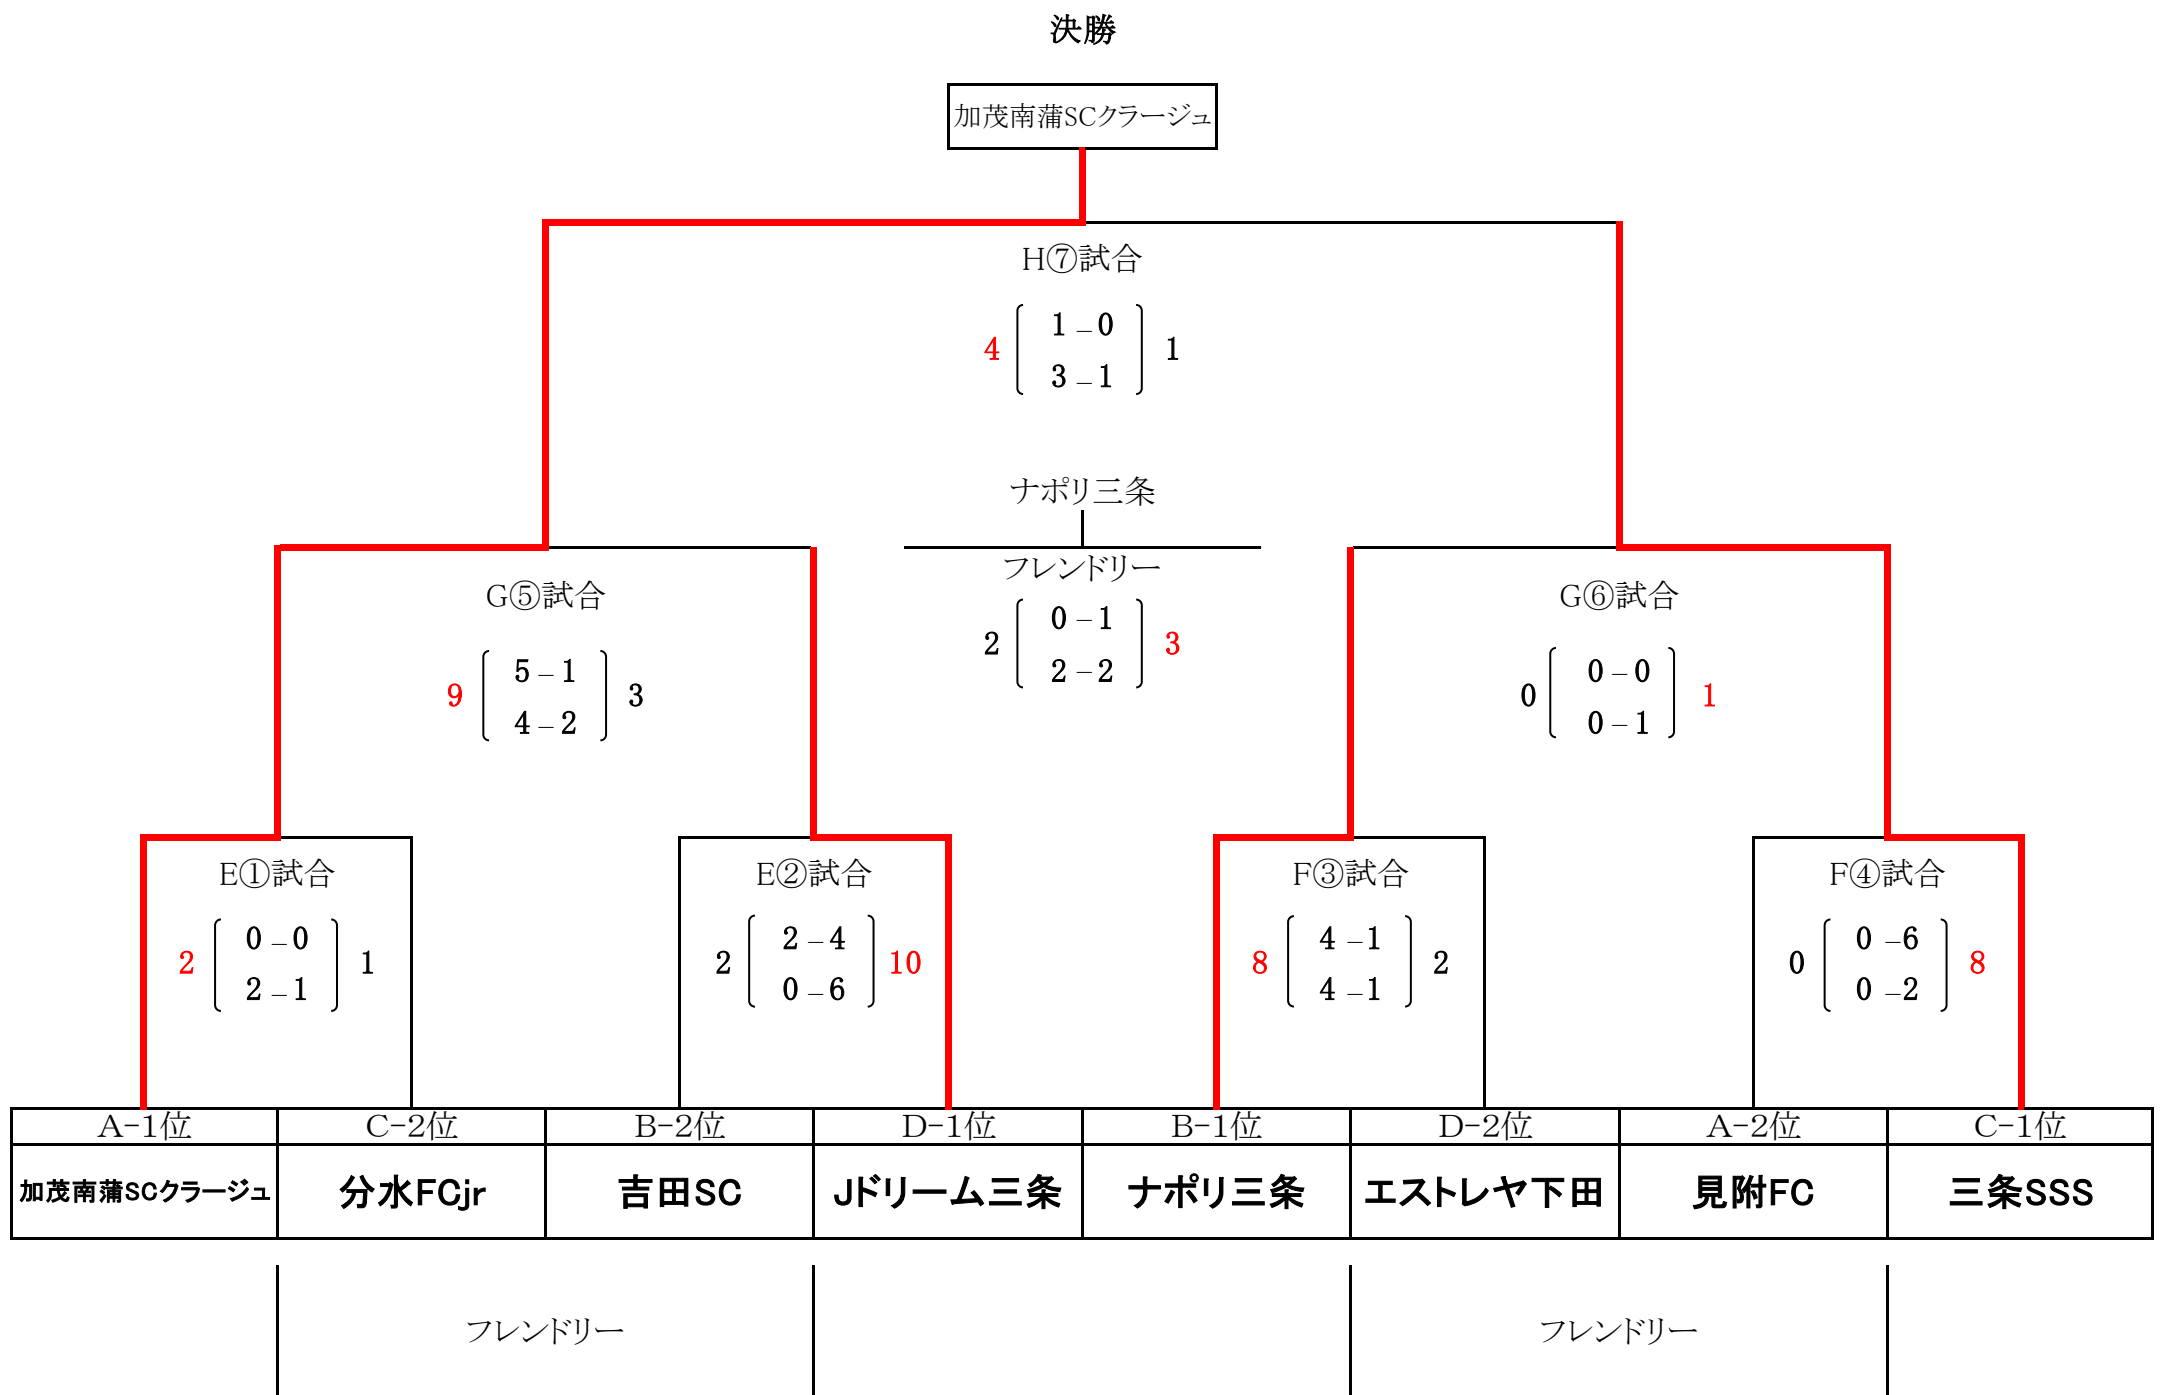 決勝
加茂南蒲SCクラージュ
H⑦試合
4 1－0 1
3－1
ナポリ三条
フレンドリー
2 0－1 3
2－2
G⑤試合
9 5－1 3
4－2
G⑥試合
0 0－0 1
0－1
E①試合
2 0－0 1
2－1
E②試合
2 2－4 10
0－6
F③試合
8 4－1 2
4－1
F④試合
0 0－6 8
0－2
A-1位 C-2位 B-2位 D-1位 B-1位 D-2位 A-2位 C-1位
加茂南蒲SCクラージュ 分水FCjr 吉田SC Jドリーム三条 ナポリ三条 エストレヤ下田 見附FC 三条SSS
フレンドリー フレンドリー